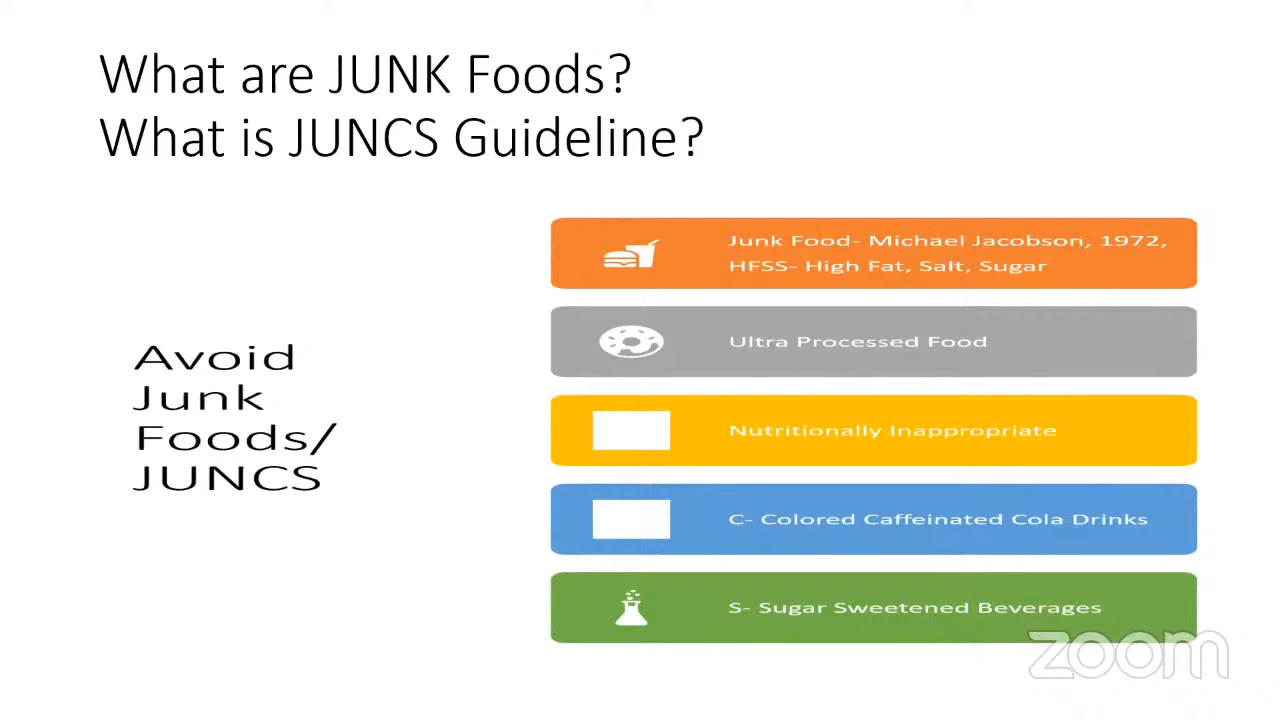 What are JUNK Foods?
What is JUNCS Guideline?
Avoid
Junk
Foods/
JUNCS
Junk Food- Michael Jacobson, 1972,
HFSS- High Fat, Salt, Sugar
Ultra Processed Food
Nutritionally Inappropriate
C- Colored Caffeinated Cola Drinks
S- Sugar Sweetened Beverages
zoom